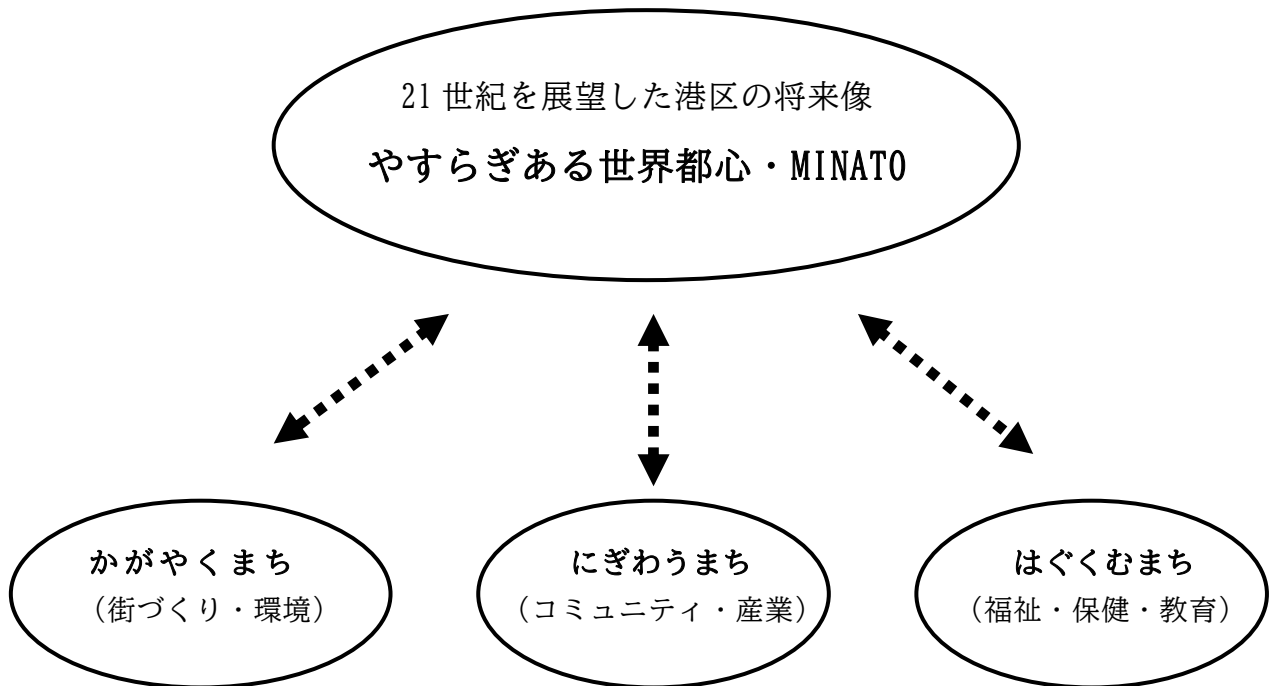 21世紀を展望した港区の将来像
やすらぎある世界都心・MINATO
かがやくまち
（街づくり・環境）
にぎわうまち
（コミュニティ・産業）
はぐくむまち
（福祉・保健・教育）